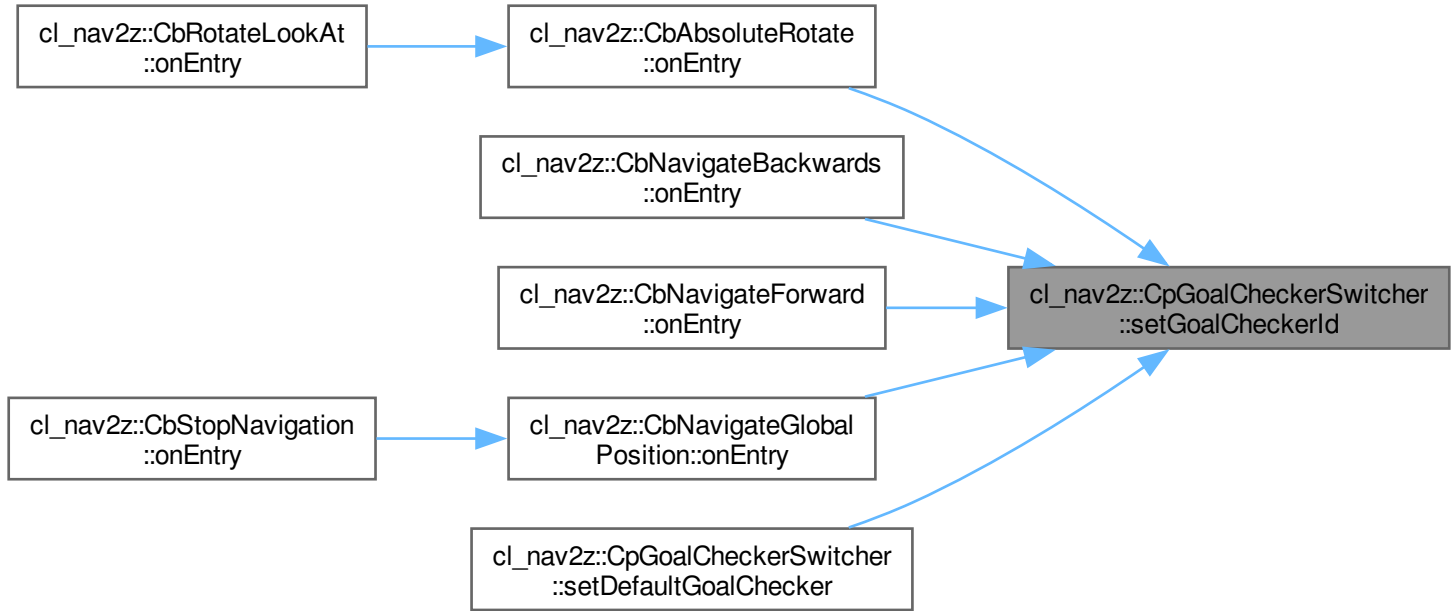 cl_nav2z::CbRotateLookAt
::onEntry
cl_nav2z::CbAbsoluteRotate
::onEntry
cl_nav2z::CbNavigateBackwards
::onEntry
cl_nav2z::CbNavigateForward
::onEntry
cl_nav2z::CpGoalCheckerSwitcher
::setGoalCheckerId
cl_nav2z::CbStopNavigation
::onEntry
cl_nav2z::CbNavigateGlobal
Position::onEntry
cl_nav2z::CpGoalCheckerSwitcher
::setDefaultGoalChecker